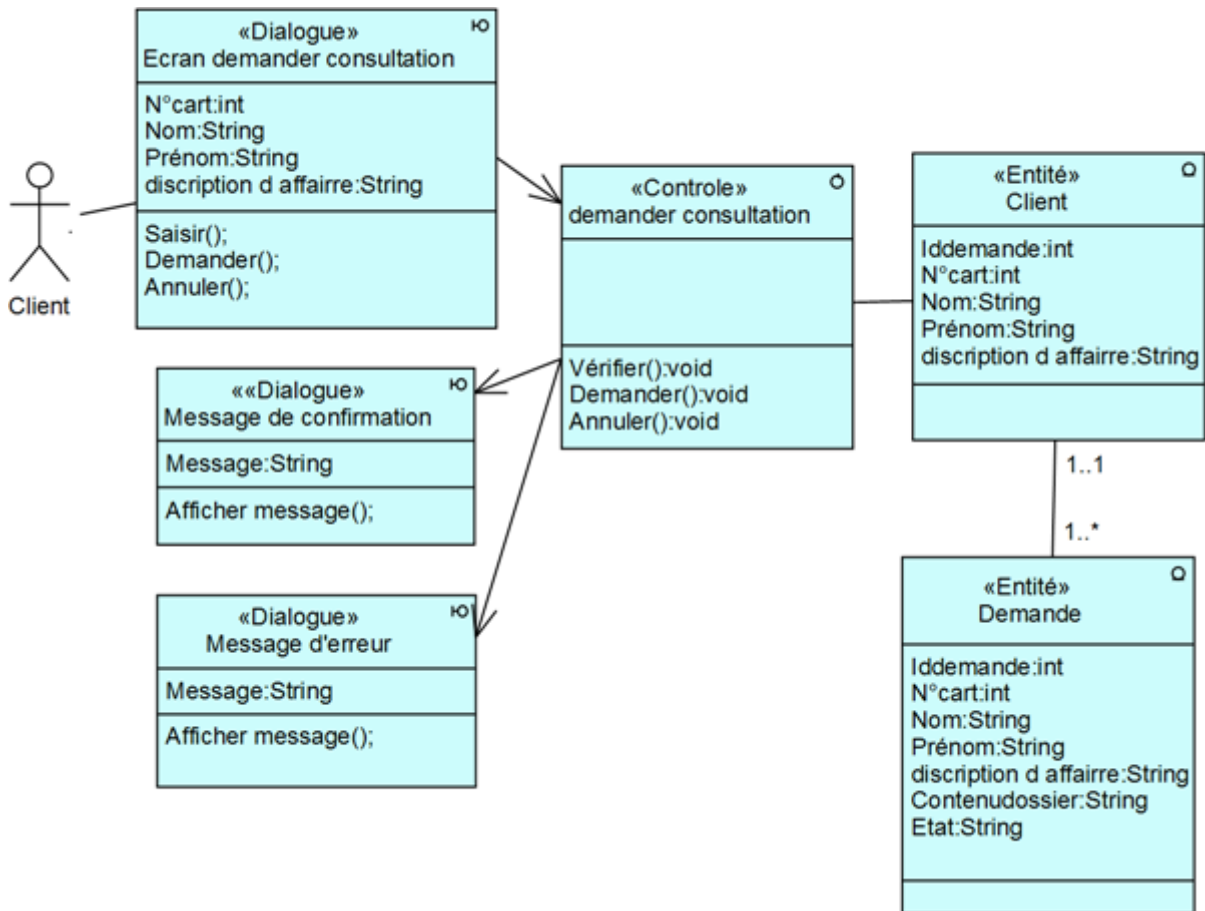 «Dialogue»
Ecran demander consultation
N°cart:int
Nom:String
Prénom:String
discription d affairre:String
Saisir();
Demander();
Annuler();
Client
««Dialogue»
Message de confirmation
Message:String
Afficher message();
«Dialogue»
Message d'erreur
Message:String
Afficher message();
«Controle»
demander consultation
Vérifier():void
Demander():void
Annuler():void
«Entité»
Client
Iddemande:int
N°cart:int
Nom:String
Prénom:String
discription d affairre:String
1..1
1..*
«Entité»
Demande
Iddemande:int
N°cart:int
Nom:String
Prénom:String
discription d affairre:String
Contenudossier:String
Etat:String